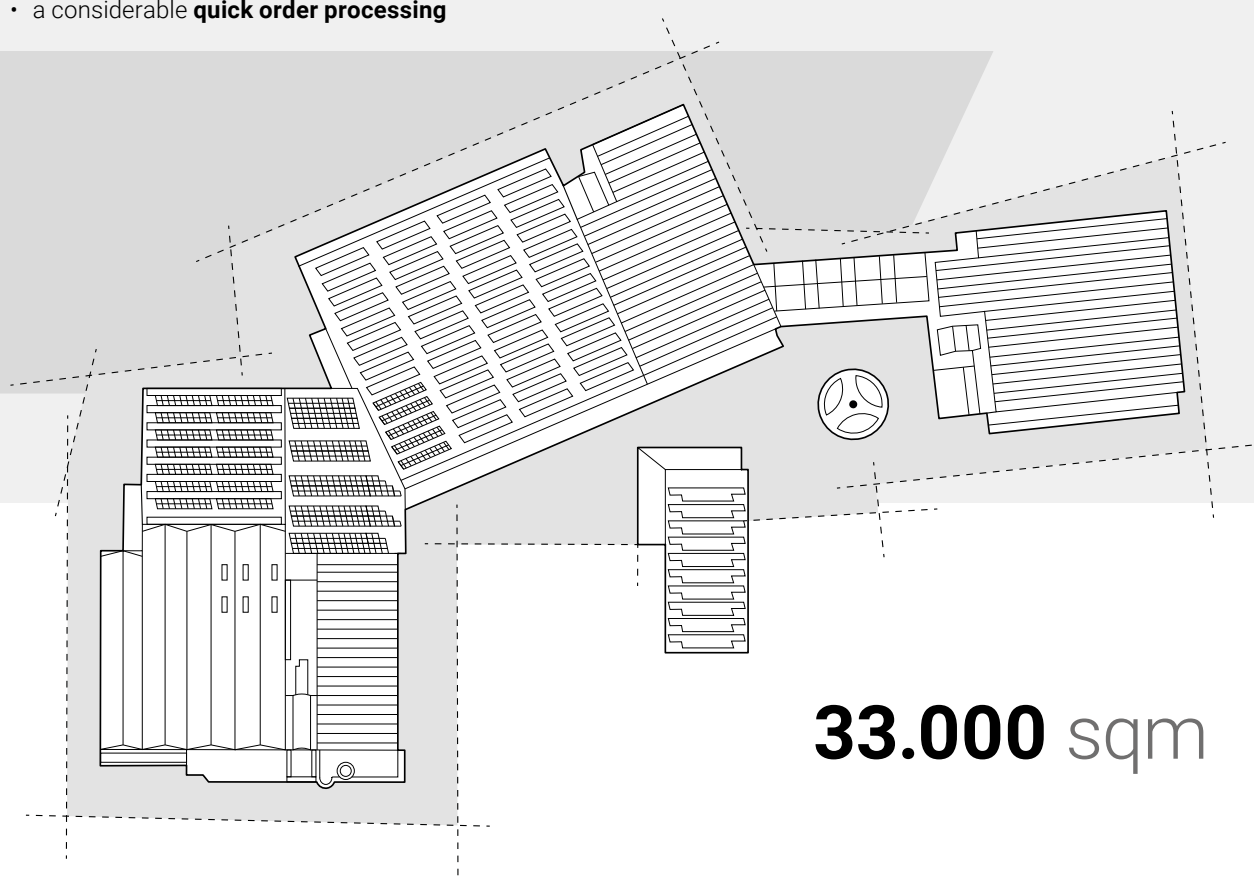 • a considerable quick order processing
33.000 sqm